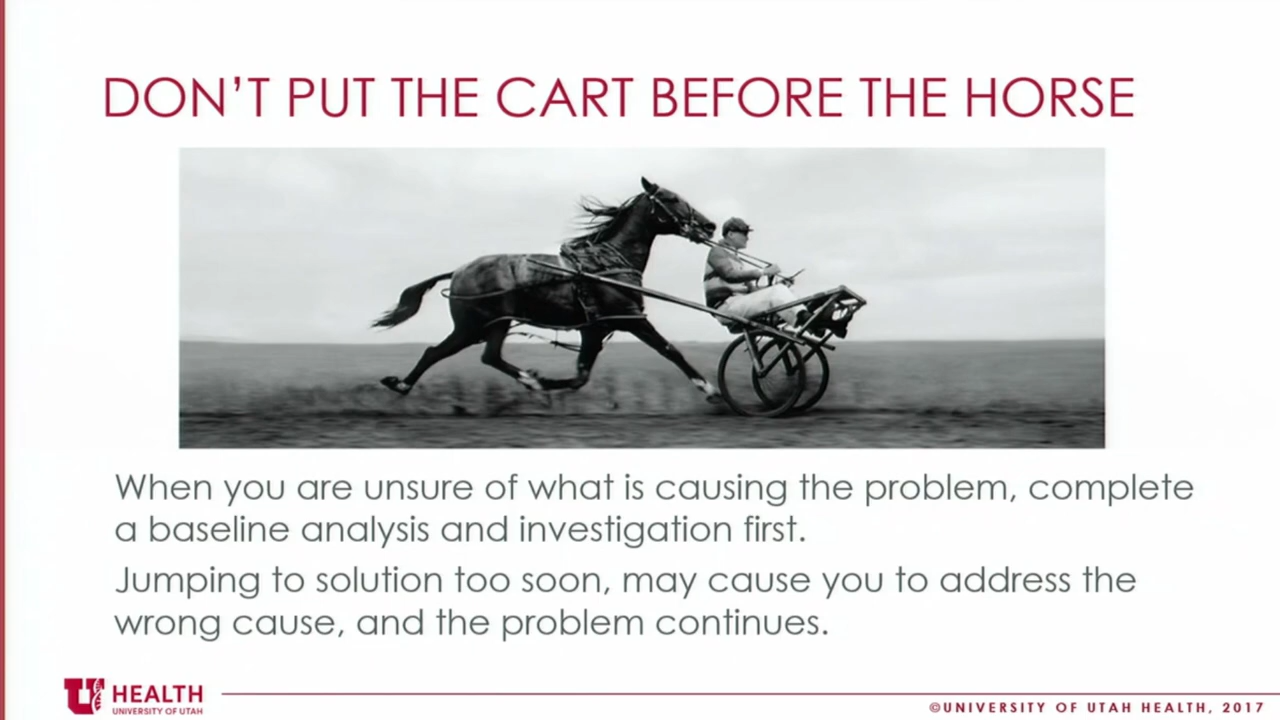 DON’T PUT THE CART BEFORE THE HORSE
When you are unsure of what is causing the problem, complete
a baseline analysis and investigation first.
Jumping to solution too soon, may cause you to address the
wrong cause, and the problem continues.
U HEALTH
UNIVERSITY OF UTAH
©UNIVERSITY OF UTAH HEALTH, 2017